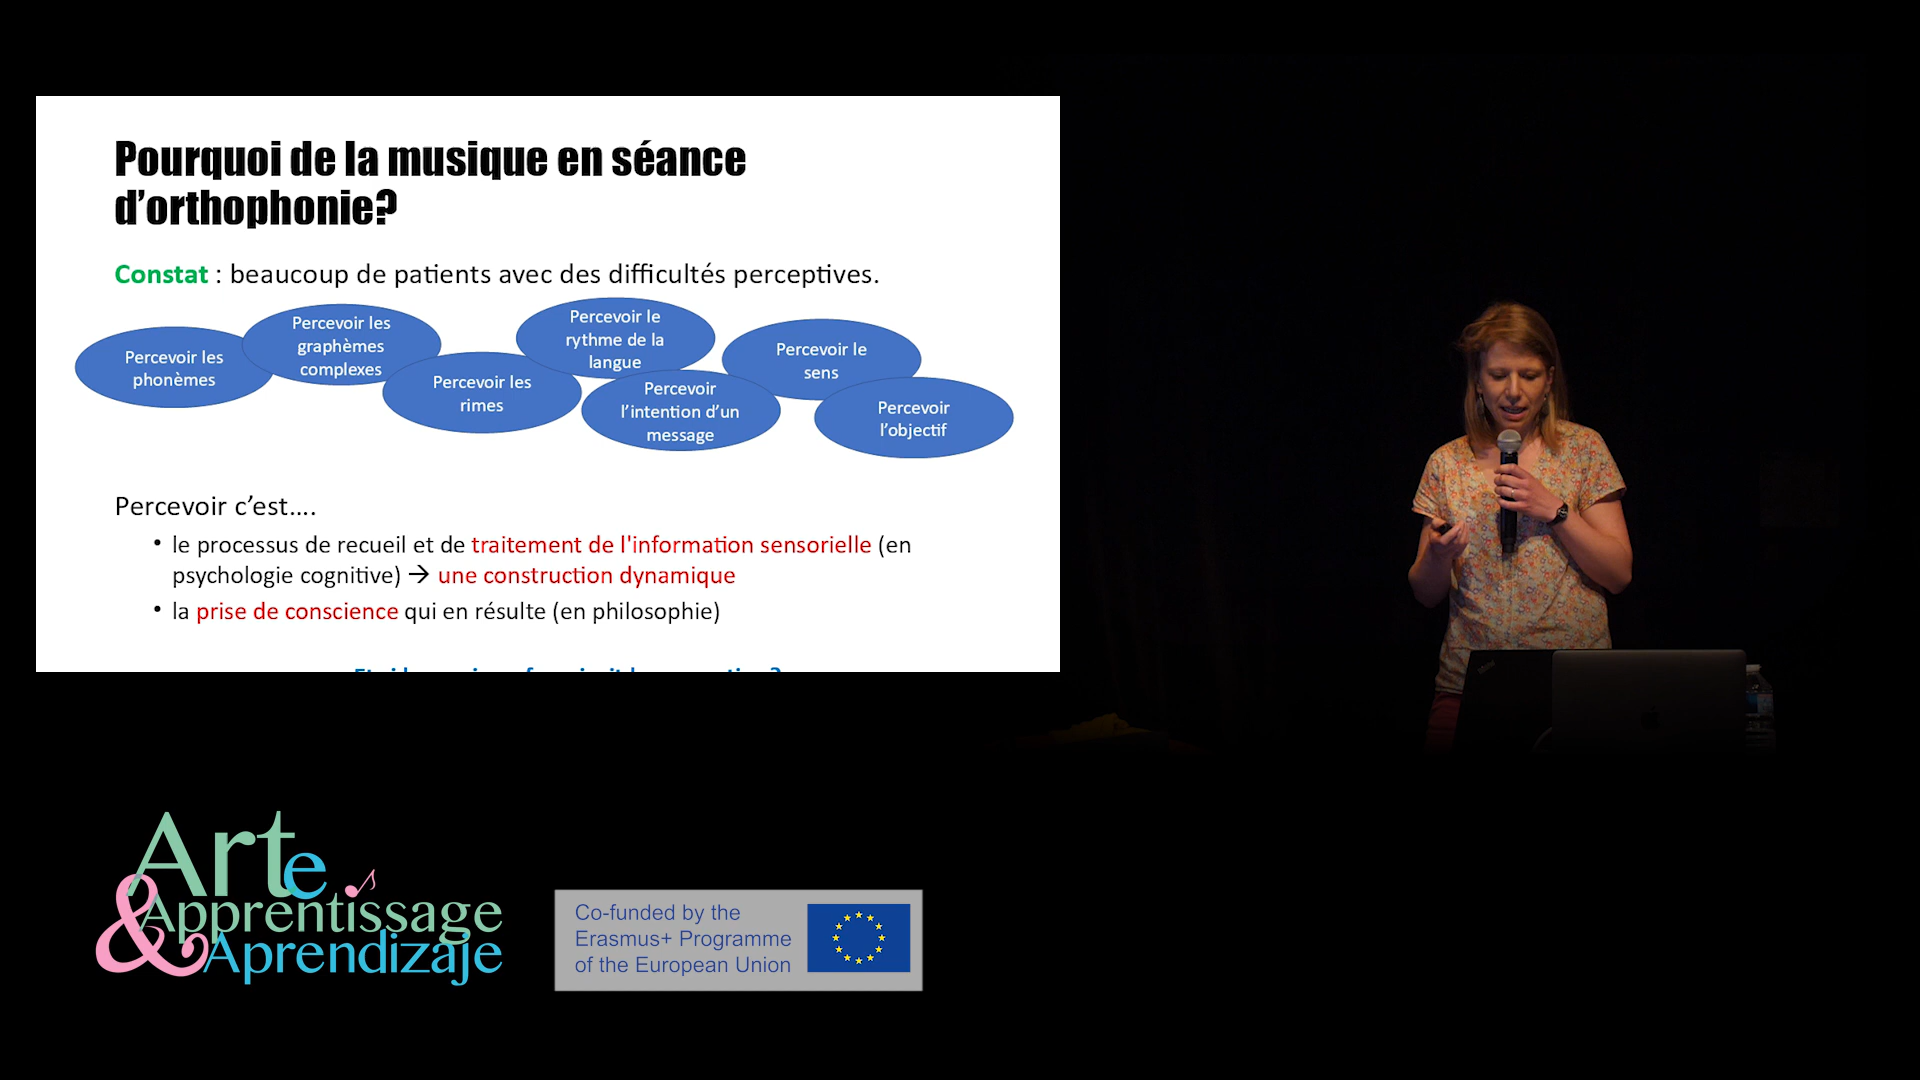 Pourquoi de la musique en séance
d’orthophonie?
Constat : beaucoup de patients avec des difficultés perceptives.
Percevoir les
phonèmes
Percevoir les
graphèmes
complexes
Percevoir les
rimes
Percevoir le
rythme de la
langue
Percevoir
l’intention d’un
message
Percevoir le
sens
Percevoir
l’objectif
Percevoir c’est….
• le processus de recueil et de traitement de l'information sensorielle (en
psychologie cognitive) → une construction dynamique
• la prise de conscience qui en résulte (en philosophie)
Arte
&Apprentissage
Aprendizaje
Co-funded by the
Erasmus+ Programme
of the European Union